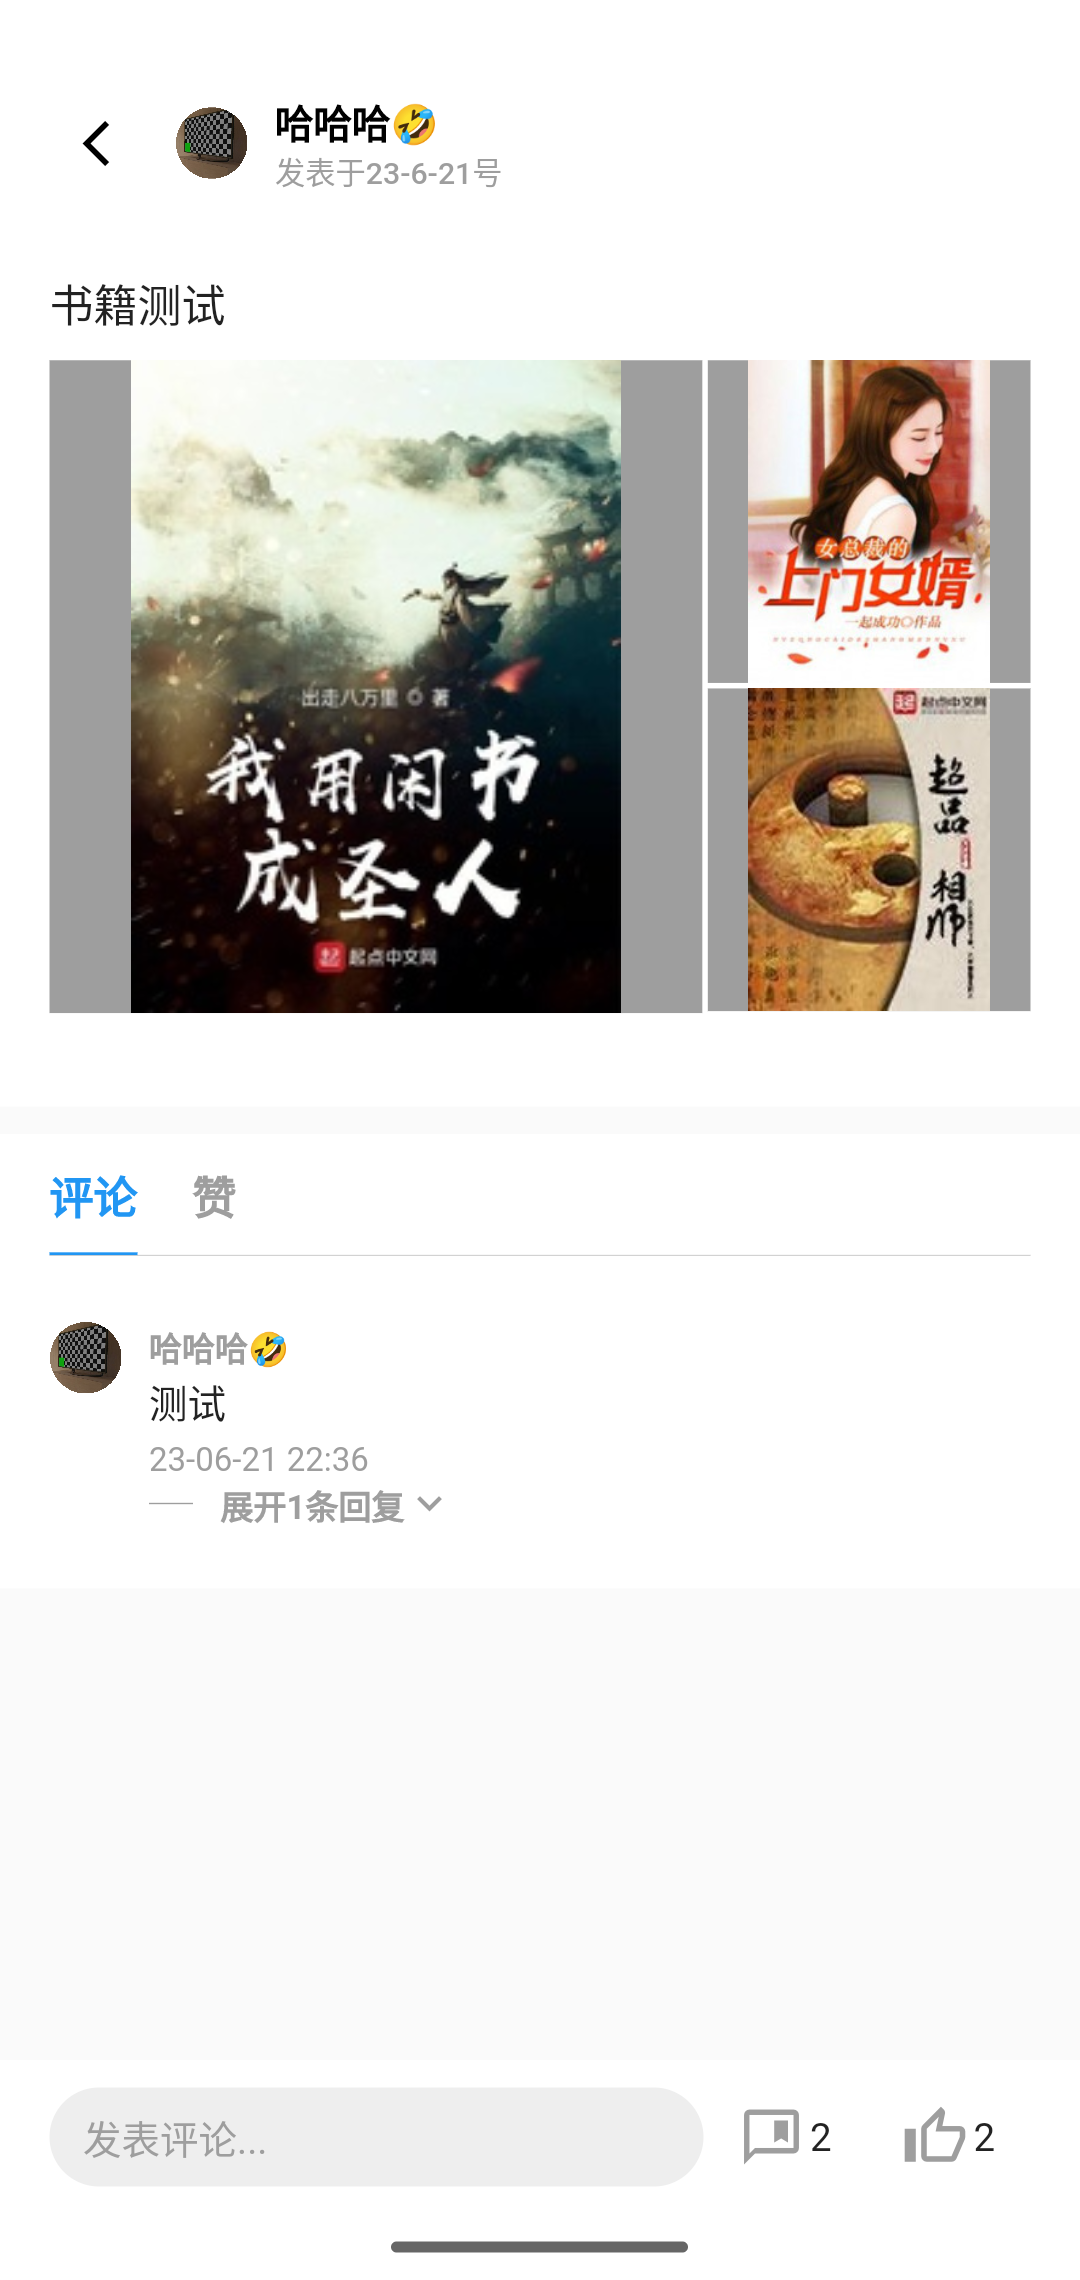 哈哈哈🤣
发表于23-6-21号
书籍测试
出走八万里 著
我用闲书
成圣人
起点中文网
女总裁的
上门女婿
一起成功〇作品
起点中文网
超品
相师
评论 赞
哈哈哈🤣
测试
23-06-21 22:36
展开1条回复
发表评论... 2 2